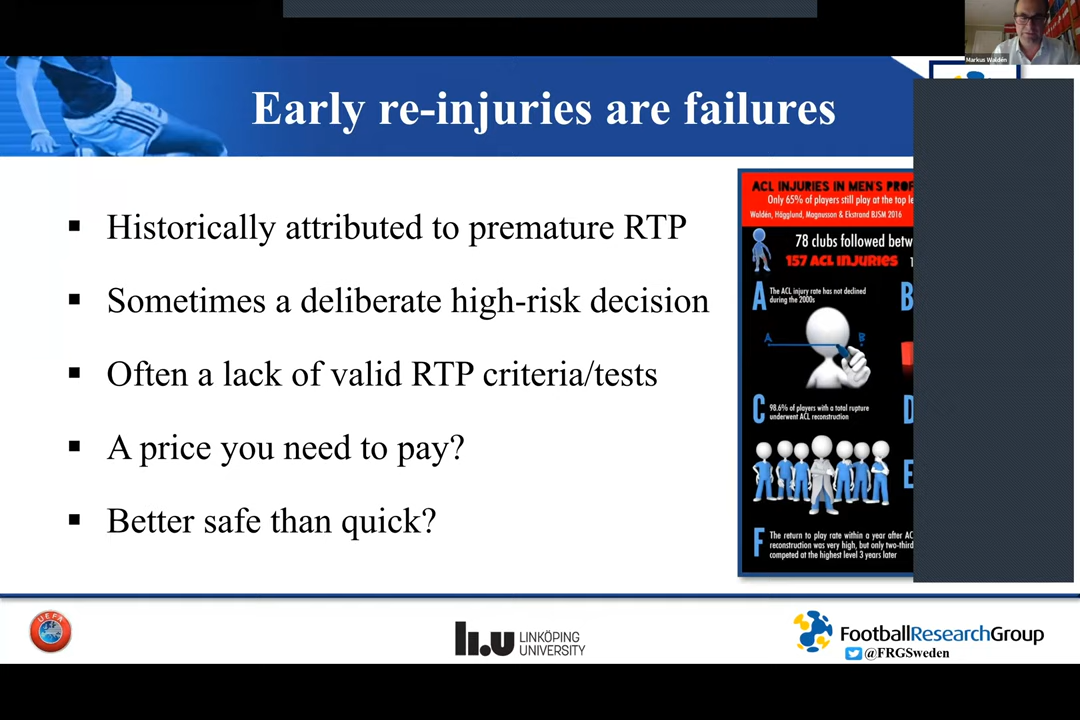 Markus Waldén
Early re-injuries are failures
▪ Historically attributed to premature RTP
▪ Sometimes a deliberate high-risk decision
▪ Often a lack of valid RTP criteria/tests
▪ A price you need to pay?
▪ Better safe than quick?
ACL INJURIES IN MEN'S PROF
Only 65% of players still play at the top le
Waldén, Hägglund, Magnusson & Ekstrand BJSM 2016
78 clubs followed betw
157 ACL INJURIES 1
A The ACL injury rate has not declined
during the 2000s
B
A B
C 98.6% of players with a total rupture
underwent ACL reconstruction
D
E
F The return to play rate within a year after AC
reconstruction was very high, but only two-third
competed at the highest level 3 years later
UEFA
LINKÖPING
UNIVERSITY
FootballResearchGroup
@FRGSweden